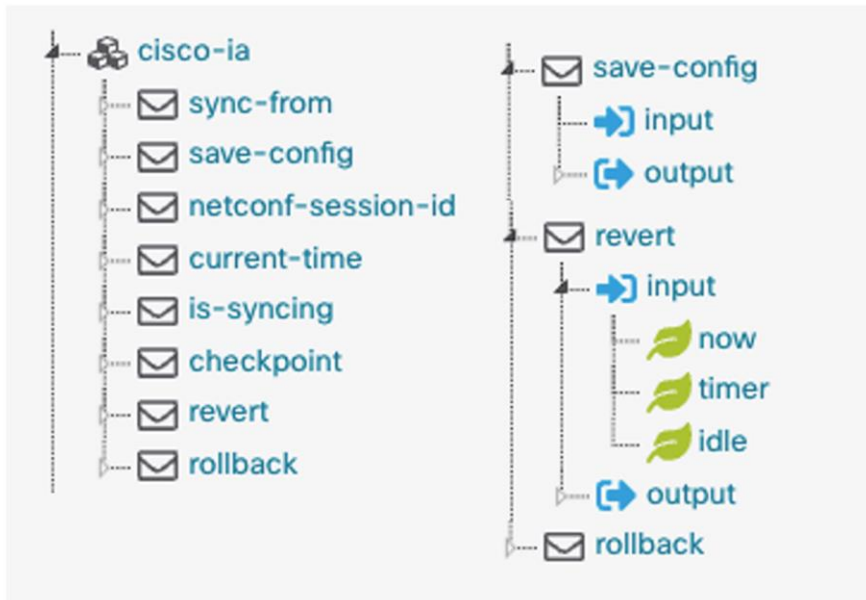 cisco-ia
sync-from
save-config
netconf-session-id
current-time
is-syncing
checkpoint
revert
rollback
save-config
input
output
revert
input
now
timer
idle
output
rollback